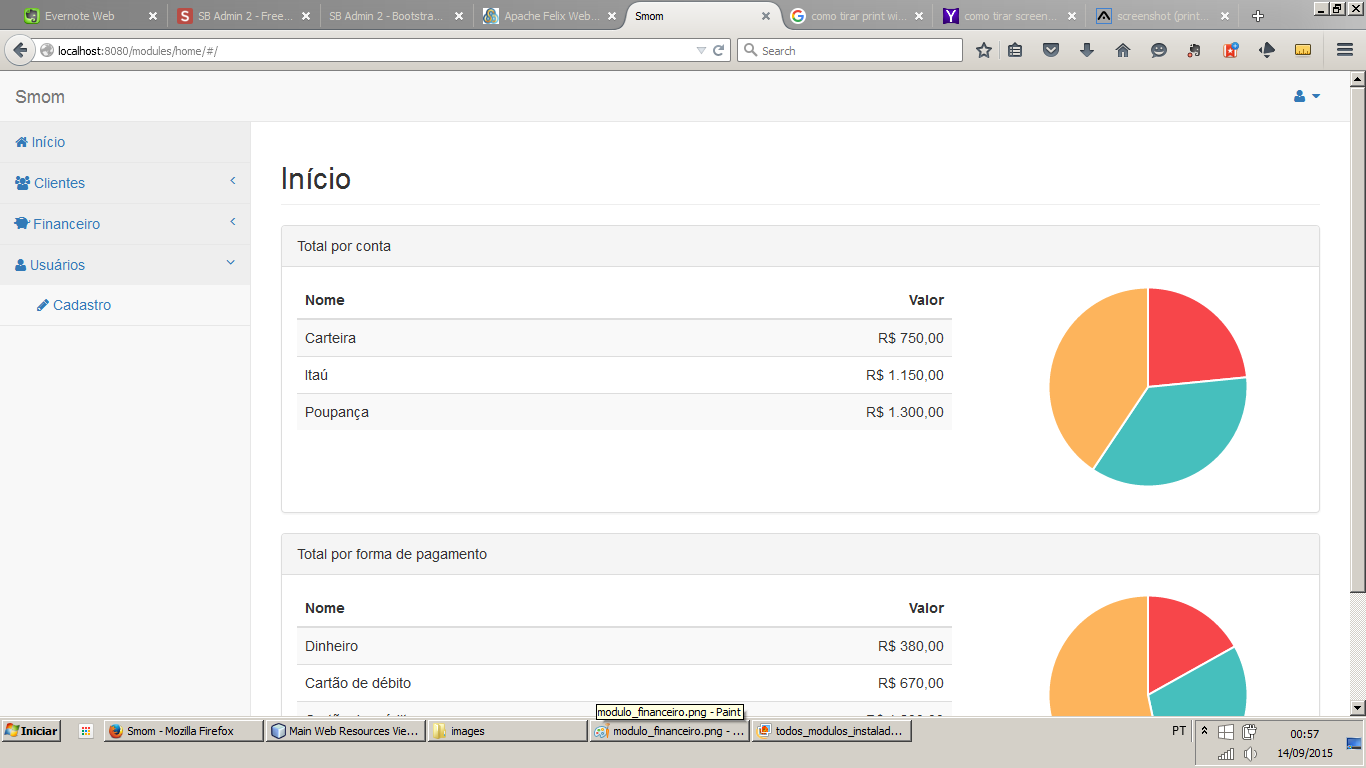 Evernote Web
SB Admin 2 - Free...
SB Admin 2 - Bootstra...
Apache Felix Web...
Smom
como tirar print wi...
como tirar screen...
screenshot (print...
localhost:8080/modules/home/#/
Search
Smom
Início
Clientes
Financeiro
Usuários
Cadastro
Início
Total por conta
Nome Valor
Carteira R$ 750,00
Itaú R$ 1.150,00
Poupança R$ 1.300,00
Total por forma de pagamento
Nome Valor
Dinheiro R$ 380,00
Cartão de débito R$ 670,00
modulo_financeiro.png - Paint
Iniciar
Smom - Mozilla Firefox
Main Web Resources Vie...
images
modulo_financeiro.png - ...
todos_modulos_instalad...
PT
00:57
14/09/2015